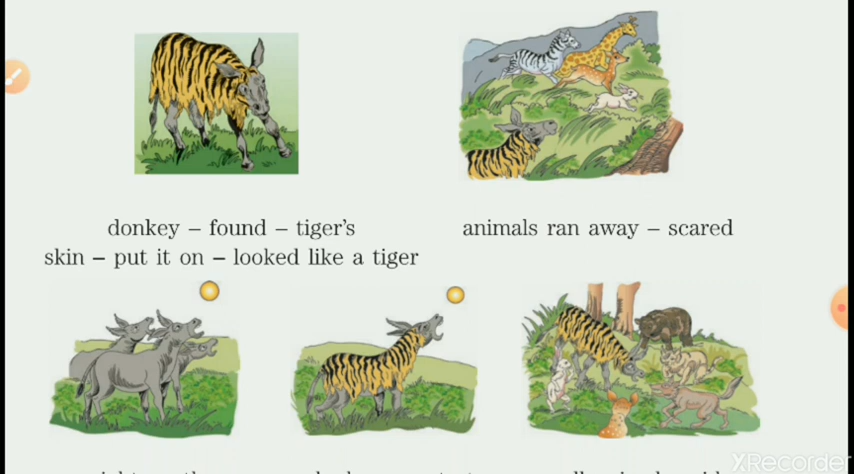 donkey – found – tiger's
skin – put it on – looked like a tiger
animals ran away – scared
XRecorder